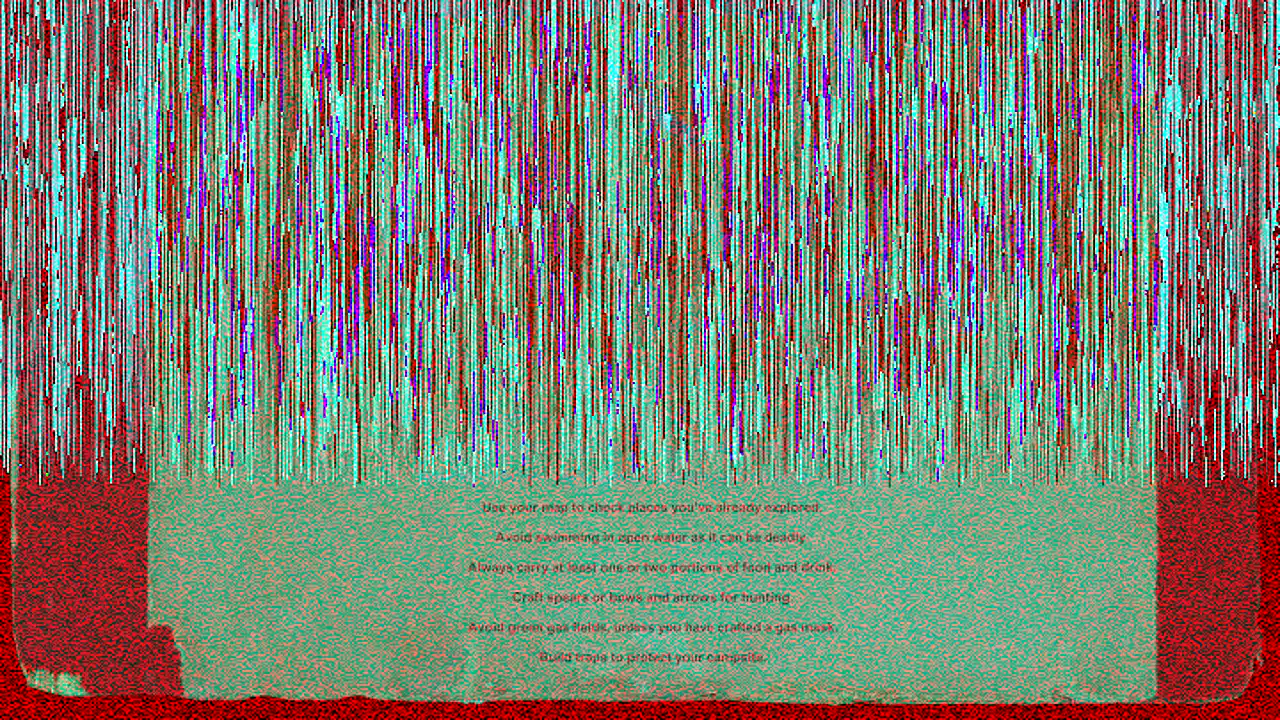 Use your map to check places you've already explored.
Avoid swimming in open water as it can be deadly.
Always carry at least one or two portions of food and drink.
Craft spears or bows and arrows for hunting.
Avoid green gas fields, unless you have crafted a gas mask.
Build traps to protect your campsite.